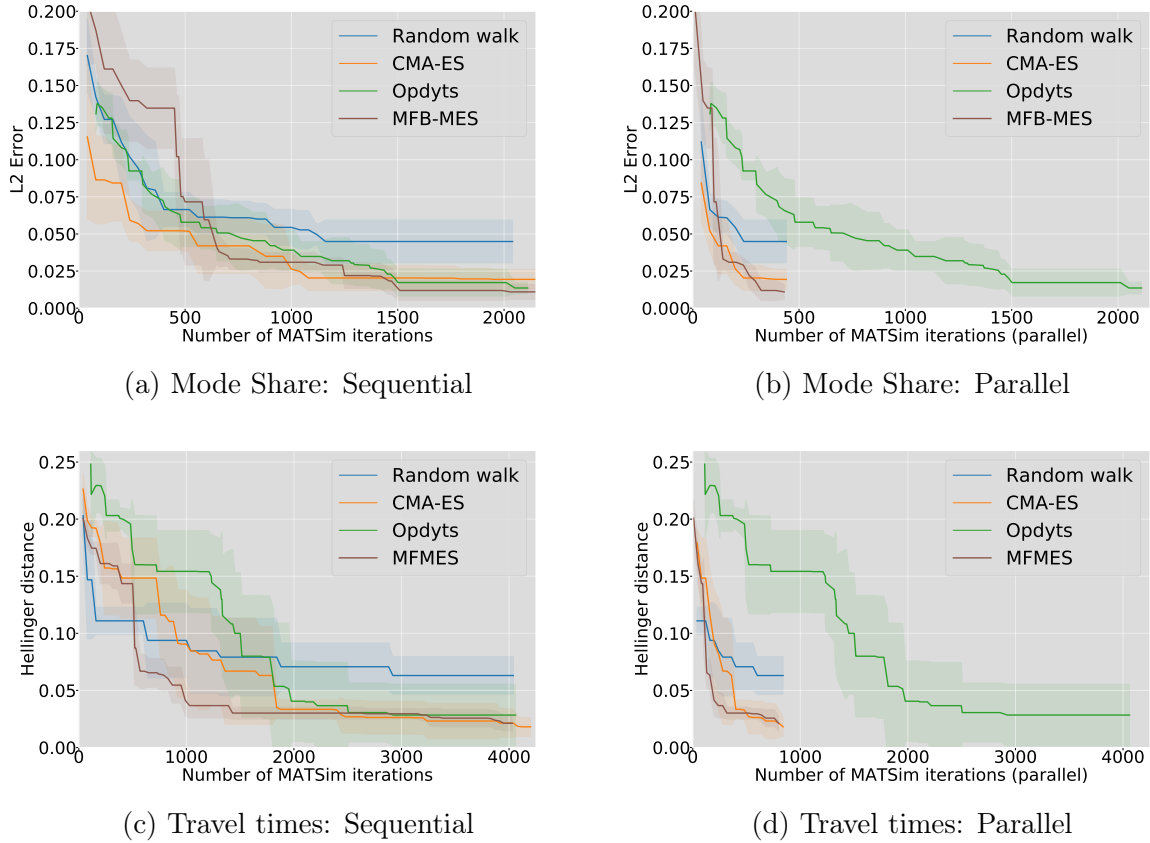 0.200
0.175
0.150
0.125
0.100
0.075
0.050
0.025
0.000
L2 Error
0
500
1000
1500
2000
Number of MATSim iterations
Random walk
CMA-ES
Opdyts
MFB-MES
(a) Mode Share: Sequential
0.200
0.175
0.150
0.125
0.100
0.075
0.050
0.025
0.000
L2 Error
0
500
1000
1500
2000
Number of MATSim iterations (parallel)
Random walk
CMA-ES
Opdyts
MFB-MES
(b) Mode Share: Parallel
0.25
0.20
0.15
0.10
0.05
0.00
Hellinger distance
0
1000
2000
3000
4000
Number of MATSim iterations
Random walk
CMA-ES
Opdyts
MFMES
(c) Travel times: Sequential
0.25
0.20
0.15
0.10
0.05
0.00
Hellinger distance
0
1000
2000
3000
4000
Number of MATSim iterations (parallel)
Random walk
CMA-ES
Opdyts
MFMES
(d) Travel times: Parallel